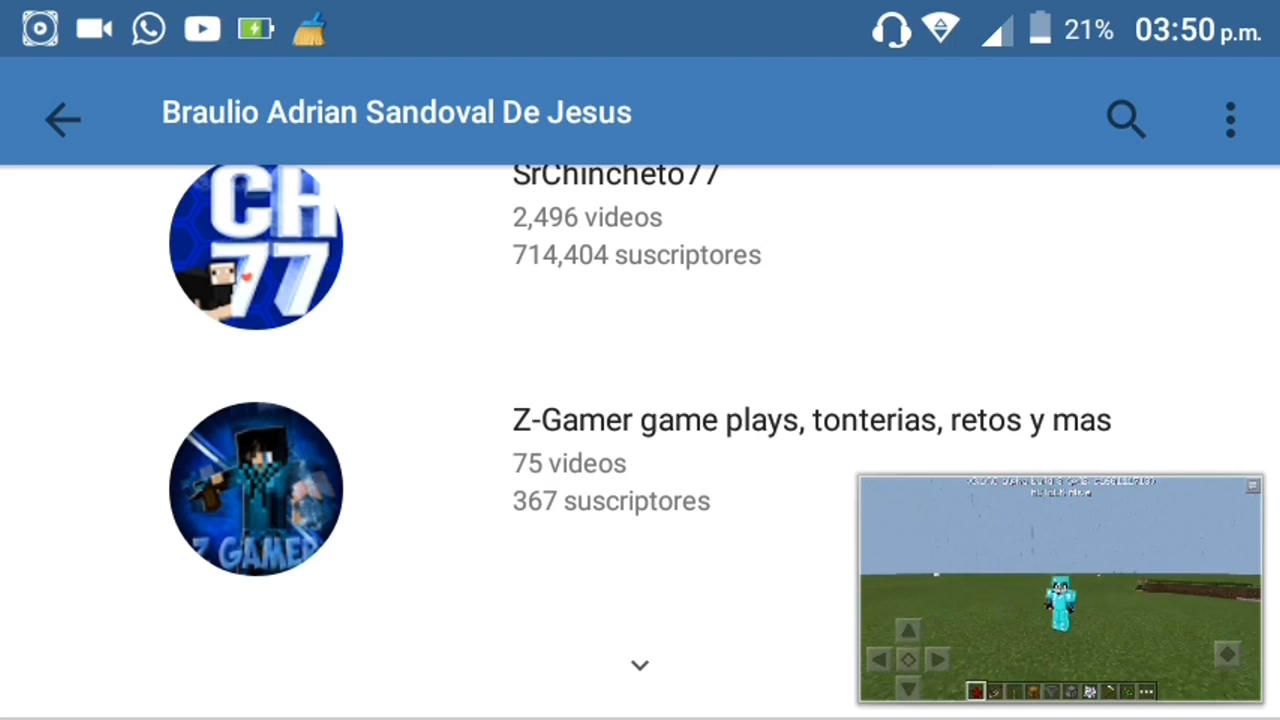 21% 03:50 p.m.
Braulio Adrian Sandoval De Jesus
CH
77
SrChincheto77
2,496 videos
714,404 suscriptores
Z GAMER
Z-Gamer game plays, tonterias, retos y mas
75 videos
367 suscriptores